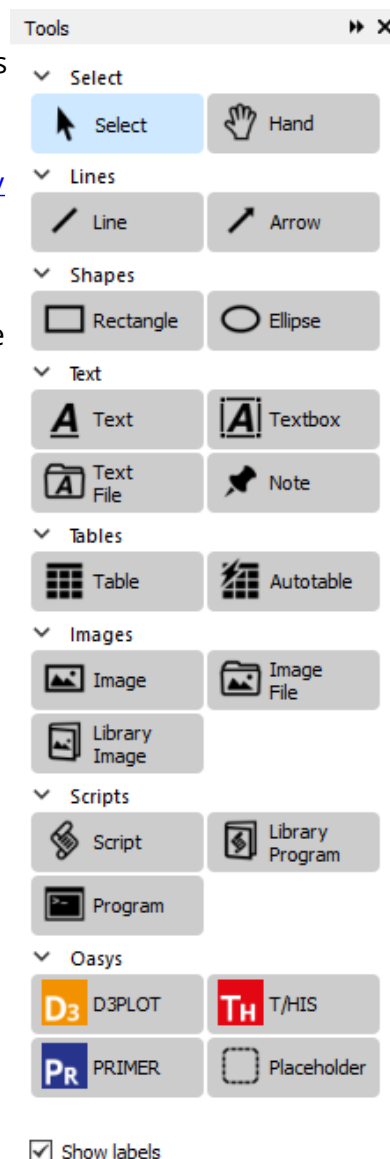 Tools
s
Select
Select Hand
y
Lines
Line Arrow
Shapes
Rectangle Ellipse
e
Text
A Text A Textbox
A Text
File Note
Tables
Table Autotable
Images
Image Image
File
Library
Image
Scripts
Script Library
Program
Program
Oasys
D3 D3PLOT TH T/HIS
PR PRIMER Placeholder
Show labels